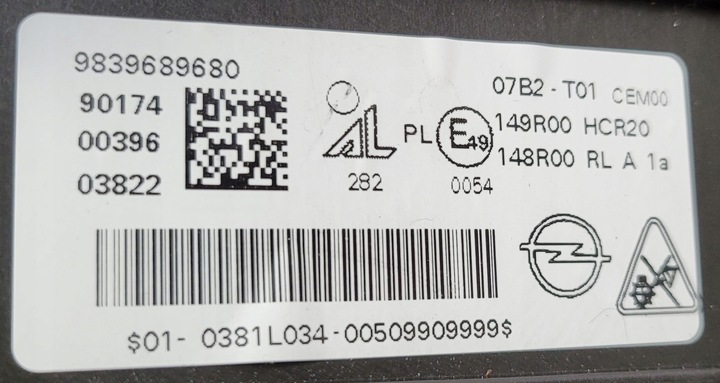 9839689680
90174
00396
03822
AL
282
PL E49
0054
07B2-T01 CEM00
149R00 HCR20
148R00 RL A 1a
$01-0381L034-00509909999$